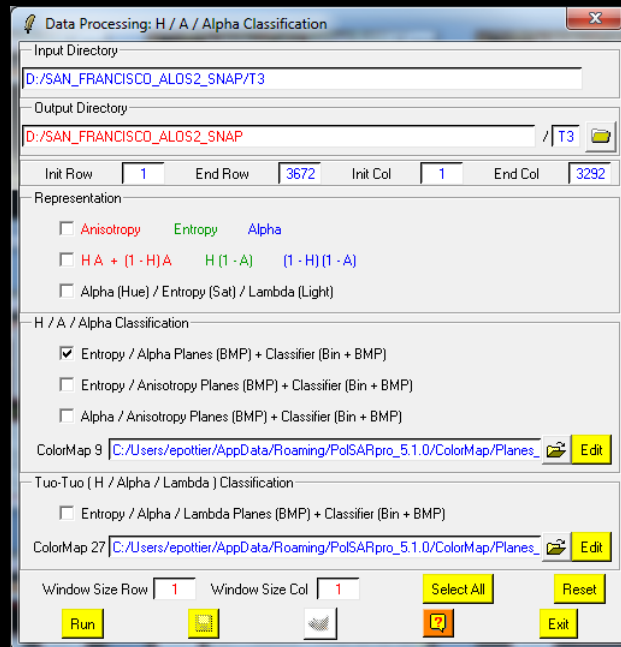 Data Processing: H / A / Alpha Classification
Input Directory
D:/SAN_FRANCISCO_ALOS2_SNAP/T3
Output Directory
D:/SAN_FRANCISCO_ALOS2_SNAP / T3
Init Row 1 End Row 3672 Init Col 1 End Col 3292
Representation
Anisotropy Entropy Alpha
H A + (1 - H) A H (1 - A) (1 - H) (1 - A)
Alpha (Hue) / Entropy (Sat) / Lambda (Light)
H / A / Alpha Classification
Entropy / Alpha Planes (BMP) + Classifier (Bin + BMP)
Entropy / Anisotropy Planes (BMP) + Classifier (Bin + BMP)
Alpha / Anisotropy Planes (BMP) + Classifier (Bin + BMP)
ColorMap 9 C:/Users/epottier/AppData/Roaming/PolSARpro_5.1.0/ColorMap/Planes_ Edit
Tuo-Tuo ( H / Alpha / Lambda ) Classification
Entropy / Alpha / Lambda Planes (BMP) + Classifier (Bin + BMP)
ColorMap 27 C:/Users/epottier/AppData/Roaming/PolSARpro_5.1.0/ColorMap/Planes_ Edit
Window Size Row 1 Window Size Col 1 Select All Reset
Run ? Exit